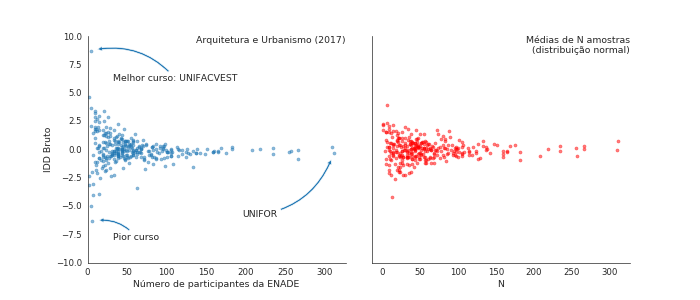 Arquitetura e Urbanismo (2017)
Melhor curso: UNIFACVEST
UNIFOR
Pior curso
IDD Bruto
10.0
7.5
5.0
2.5
0.0
−2.5
−5.0
−7.5
−10.0
0 50 100 150 200 250 300
Número de participantes da ENADE
Médias de N amostras
(distribuição normal)
0 50 100 150 200 250 300
N